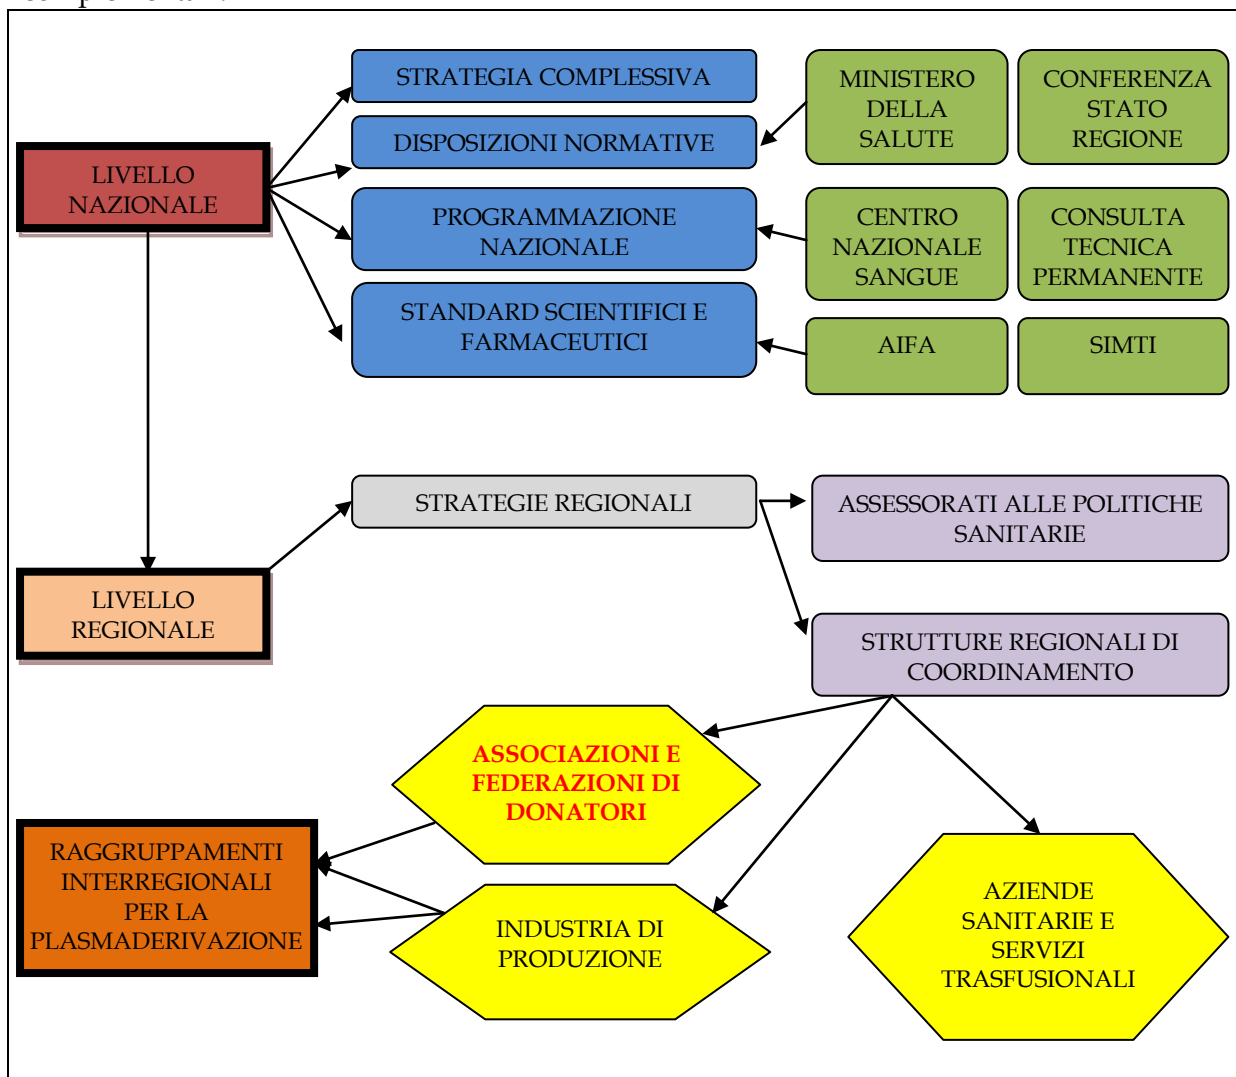 STRATEGIA COMPLESSIVA
DISPOSIZIONI NORMATIVE
MINISTERO
DELLA
SALUTE
CONFERENZA
STATO
REGIONE
LIVELLO
NAZIONALE
PROGRAMMAZIONE
NAZIONALE
CENTRO
NAZIONALE
SANGUE
CONSULTA
TECNICA
PERMANENTE
STANDARD SCIENTIFICI E
FARMACEUTICI
AIFA
SIMTI
STRATEGIE REGIONALI
ASSESSORATI ALLE POLITICHE
SANITARIE
LIVELLO
REGIONALE
STRUTTURE REGIONALI DI
COORDINAMENTO
ASSOCIAZIONI E
FEDERAZIONI DI
DONATORI
RAGGRUPPAMENTI
INTERREGIONALI
PER LA
PLASMADERIVAZIONE
INDUSTRIA DI
PRODUZIONE
AZIENDE
SANITARIE E
SERVIZI
TRASFUSIONALI